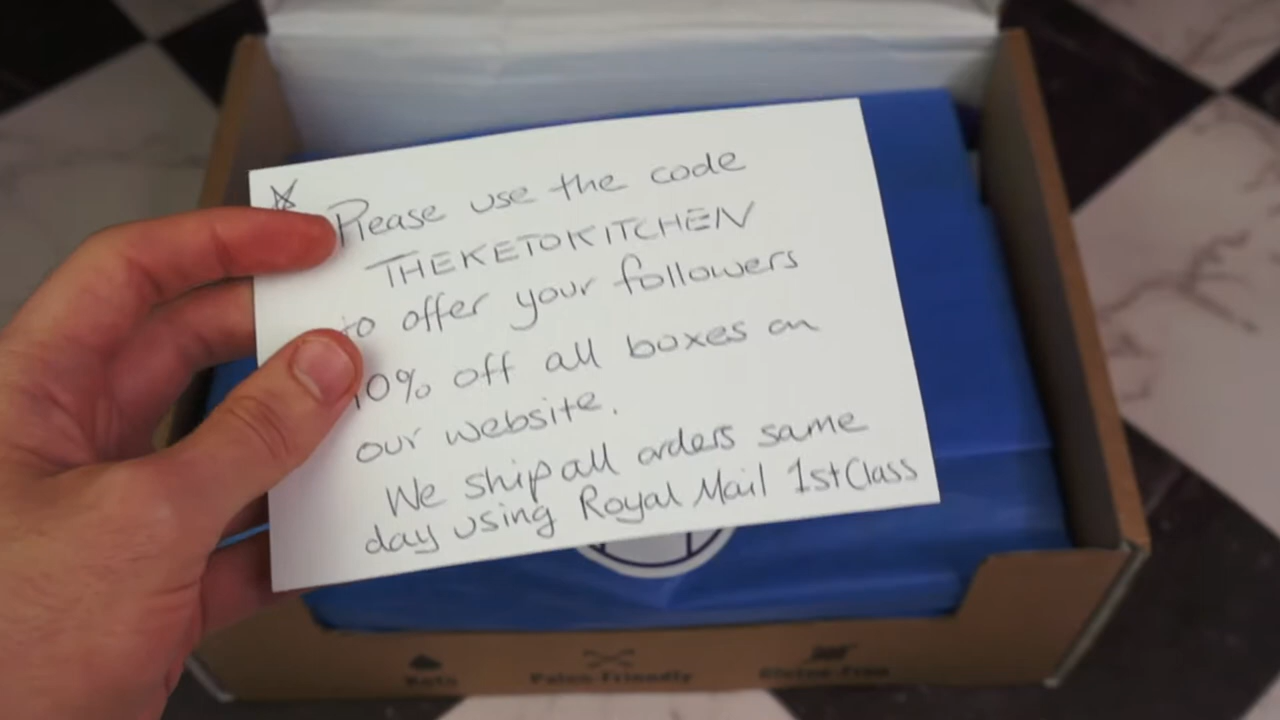 Please use the code
THEKETOKITCHEN
to offer your followers
10% off all boxes on
our website.
We ship all orders same
day using Royal Mail 1st Class
Keto
Paleo-Friendly
Gluten-Free